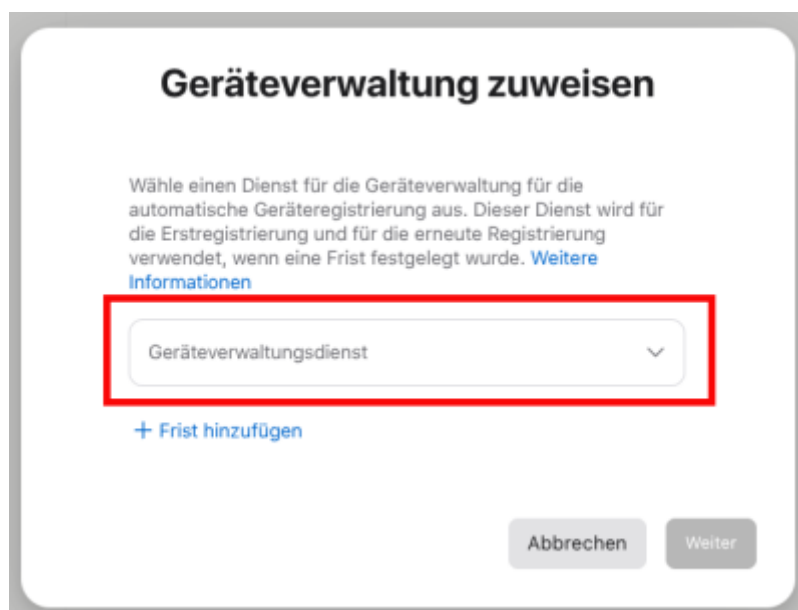 Geräteverwaltung zuweisen
Wähle einen Dienst für die Geräteverwaltung für die
automatische Geräteregistrierung aus. Dieser Dienst wird für
die Erstregistrierung und für die erneute Registrierung
verwendet, wenn eine Frist festgelegt wurde. Weitere
Informationen
Geräteverwaltungsdienst
+ Frist hinzufügen
Abbrechen Weiter